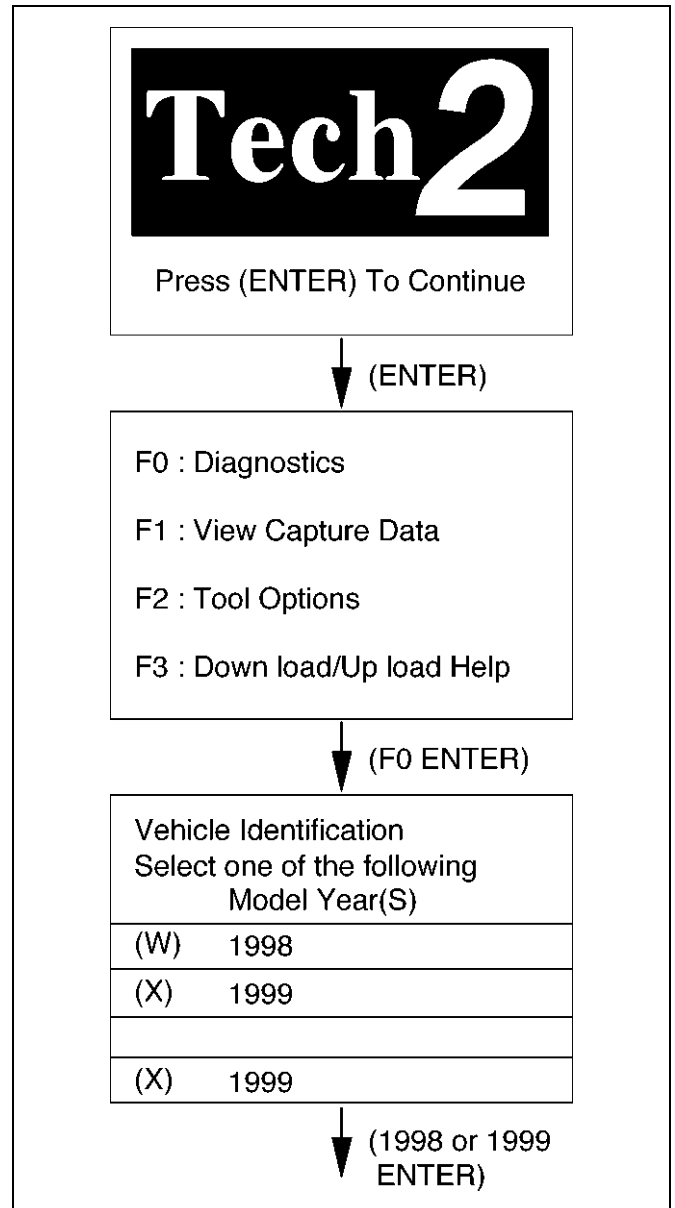 Tech 2
Press (ENTER) To Continue
(ENTER)
F0 : Diagnostics
F1 : View Capture Data
F2 : Tool Options
F3 : Down load/Up load Help
(F0 ENTER)
Vehicle Identification
Select one of the following
Model Year(S)
(W) 1998
(X) 1999
(X) 1999
(1998 or 1999
ENTER)